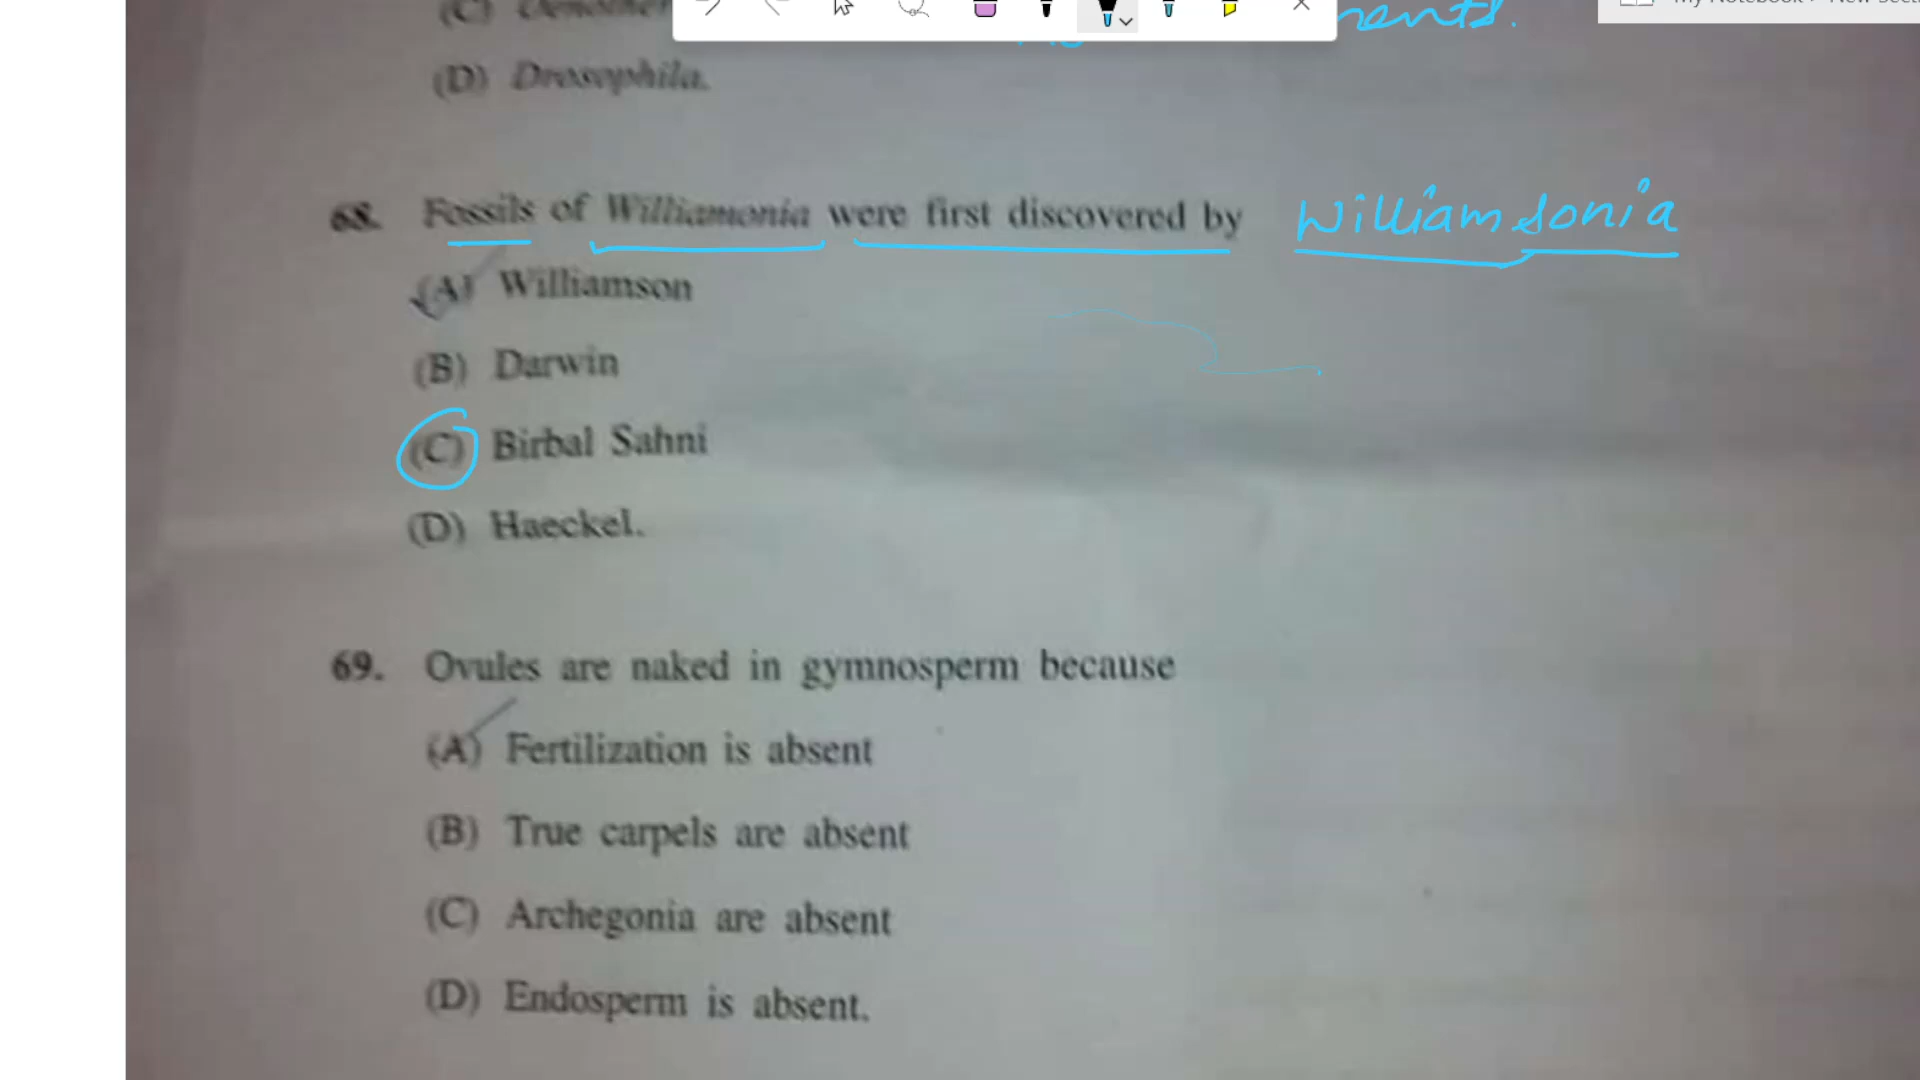 (D) Drosophila.
68. Fossils of Williamonia were first discovered by Williamsonia
(A) Williamson
(B) Darwin
(C) Birbal Sahni
(D) Haeckel.
69. Ovules are naked in gymnosperm because
(A) Fertilization is absent
(B) True carpels are absent
(C) Archegonia are absent
(D) Endosperm is absent.